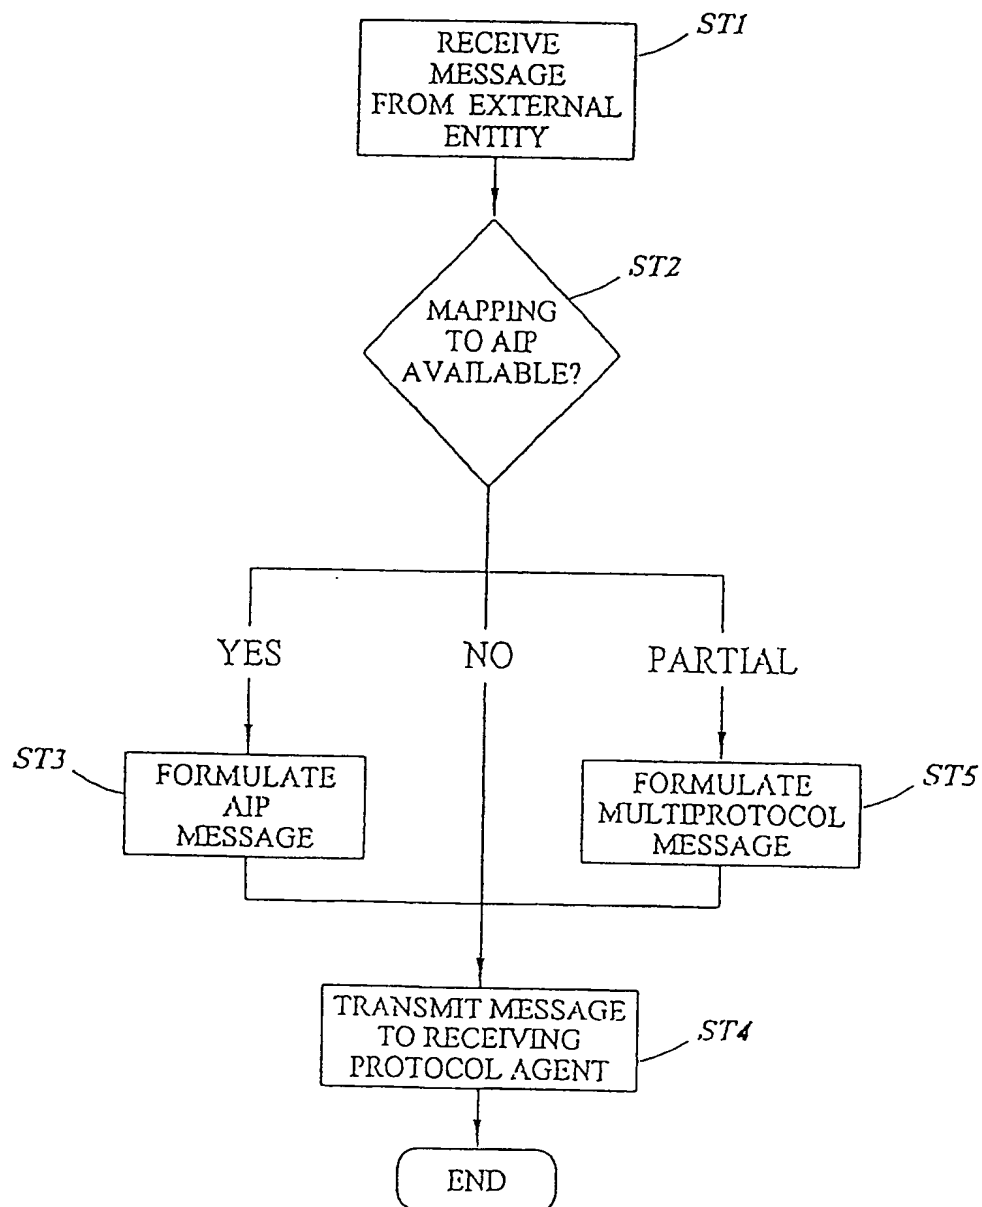 RECEIVE
MESSAGE
FROM EXTERNAL
ENTITY
ST1
MAPPING
TO AIP
AVAILABLE?
ST2
YES
NO
PARTIAL
ST3
FORMULATE
AIP
MESSAGE
FORMULATE
MULTIPROTOCOL
MESSAGE
ST5
TRANSMIT MESSAGE
TO RECEIVING
PROTOCOL AGENT
ST4
END